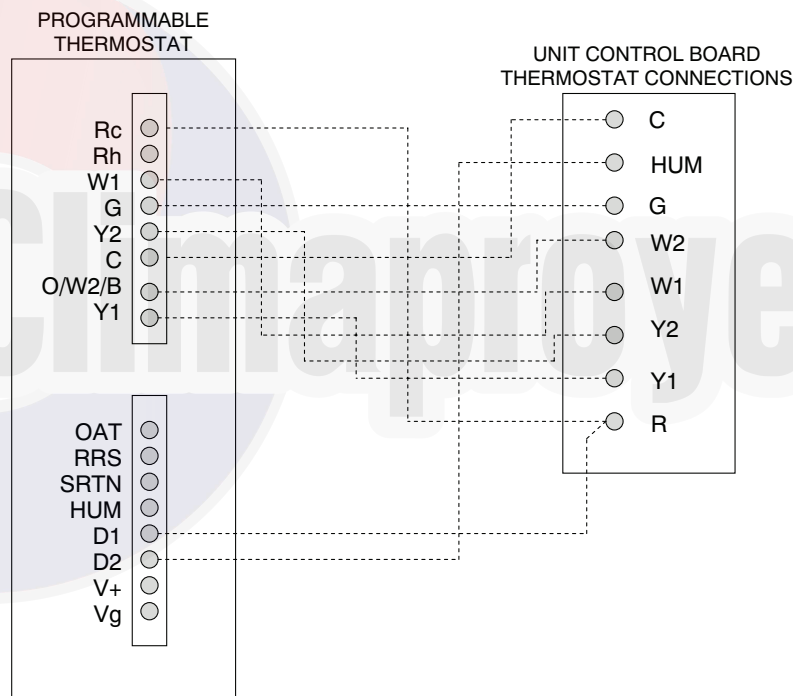 PROGRAMMABLE
THERMOSTAT
Rc
Rh
W1
G
Y2
C
O/W2/B
Y1
OAT
RRS
SRTN
HUM
D1
D2
V+
Vg
UNIT CONTROL BOARD
THERMOSTAT CONNECTIONS
C
HUM
G
W2
W1
Y2
Y1
R
Climaproye